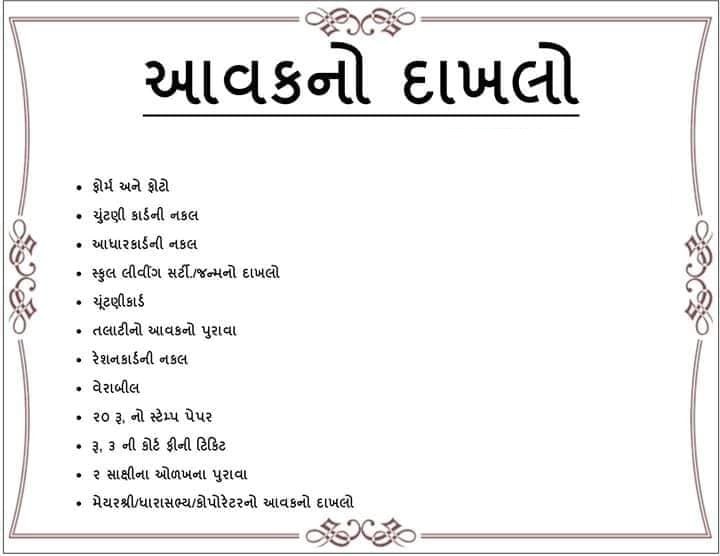 આવકનો દાખલો
• ફોર્મ અને ફોટો
• ચુંટણી કાર્ડની નકલ
• આધારકાર્ડની નકલ
• સ્કુલ લીવીંગ સર્ટી./જન્મનો દાખલો
• ચૂંટણીકાર્ડ
• તલાટીનો આવકનો પુરાવા
• રેશનકાર્ડની નકલ
• વેરાબીલ
• ૨૦ રૂ, નો સ્ટેમ્પ પેપર
• રૂ, ૩ ની કોર્ટ ફીની ટિકિટ
• ૨ સાક્ષીના ઓળખના પુરાવા
• મેયરશ્રી/ધારાસભ્ય/કોપોરેટરનો આવકનો દાખલો